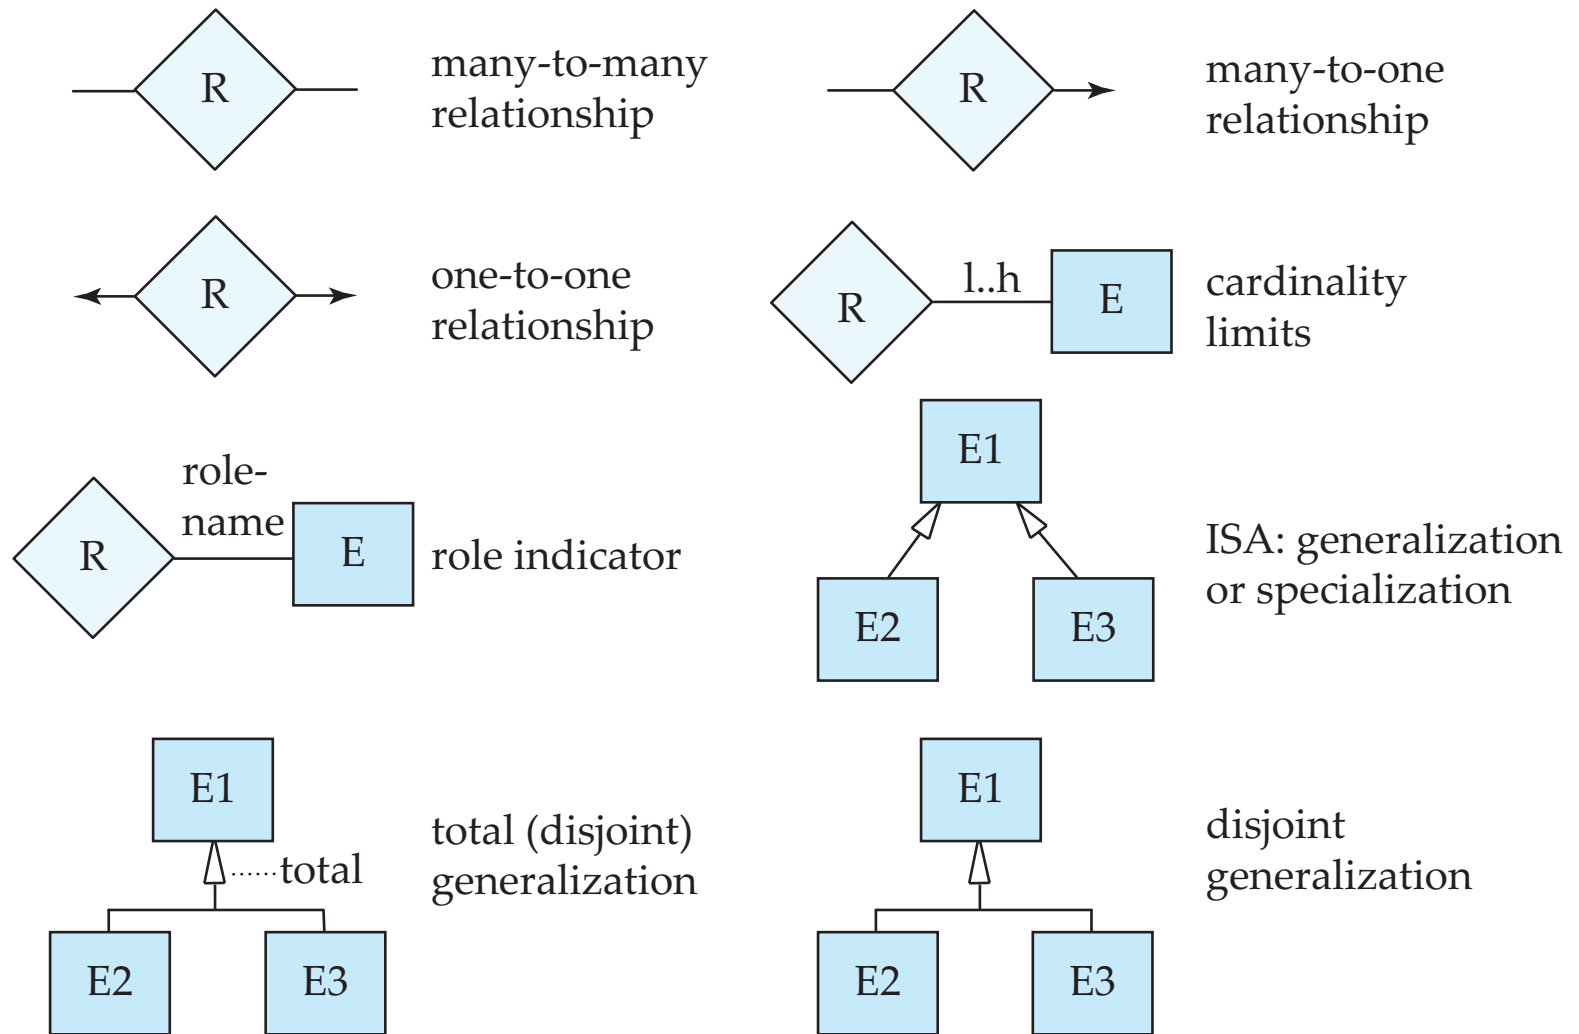 R
many-to-many
relationship
R
many-to-one
relationship
R
one-to-one
relationship
R
l..h
E
cardinality
limits
R
role-
name
E
role indicator
E1
E2
E3
ISA: generalization
or specialization
E1
total
E2
E3
total (disjoint)
generalization
E1
E2
E3
disjoint
generalization